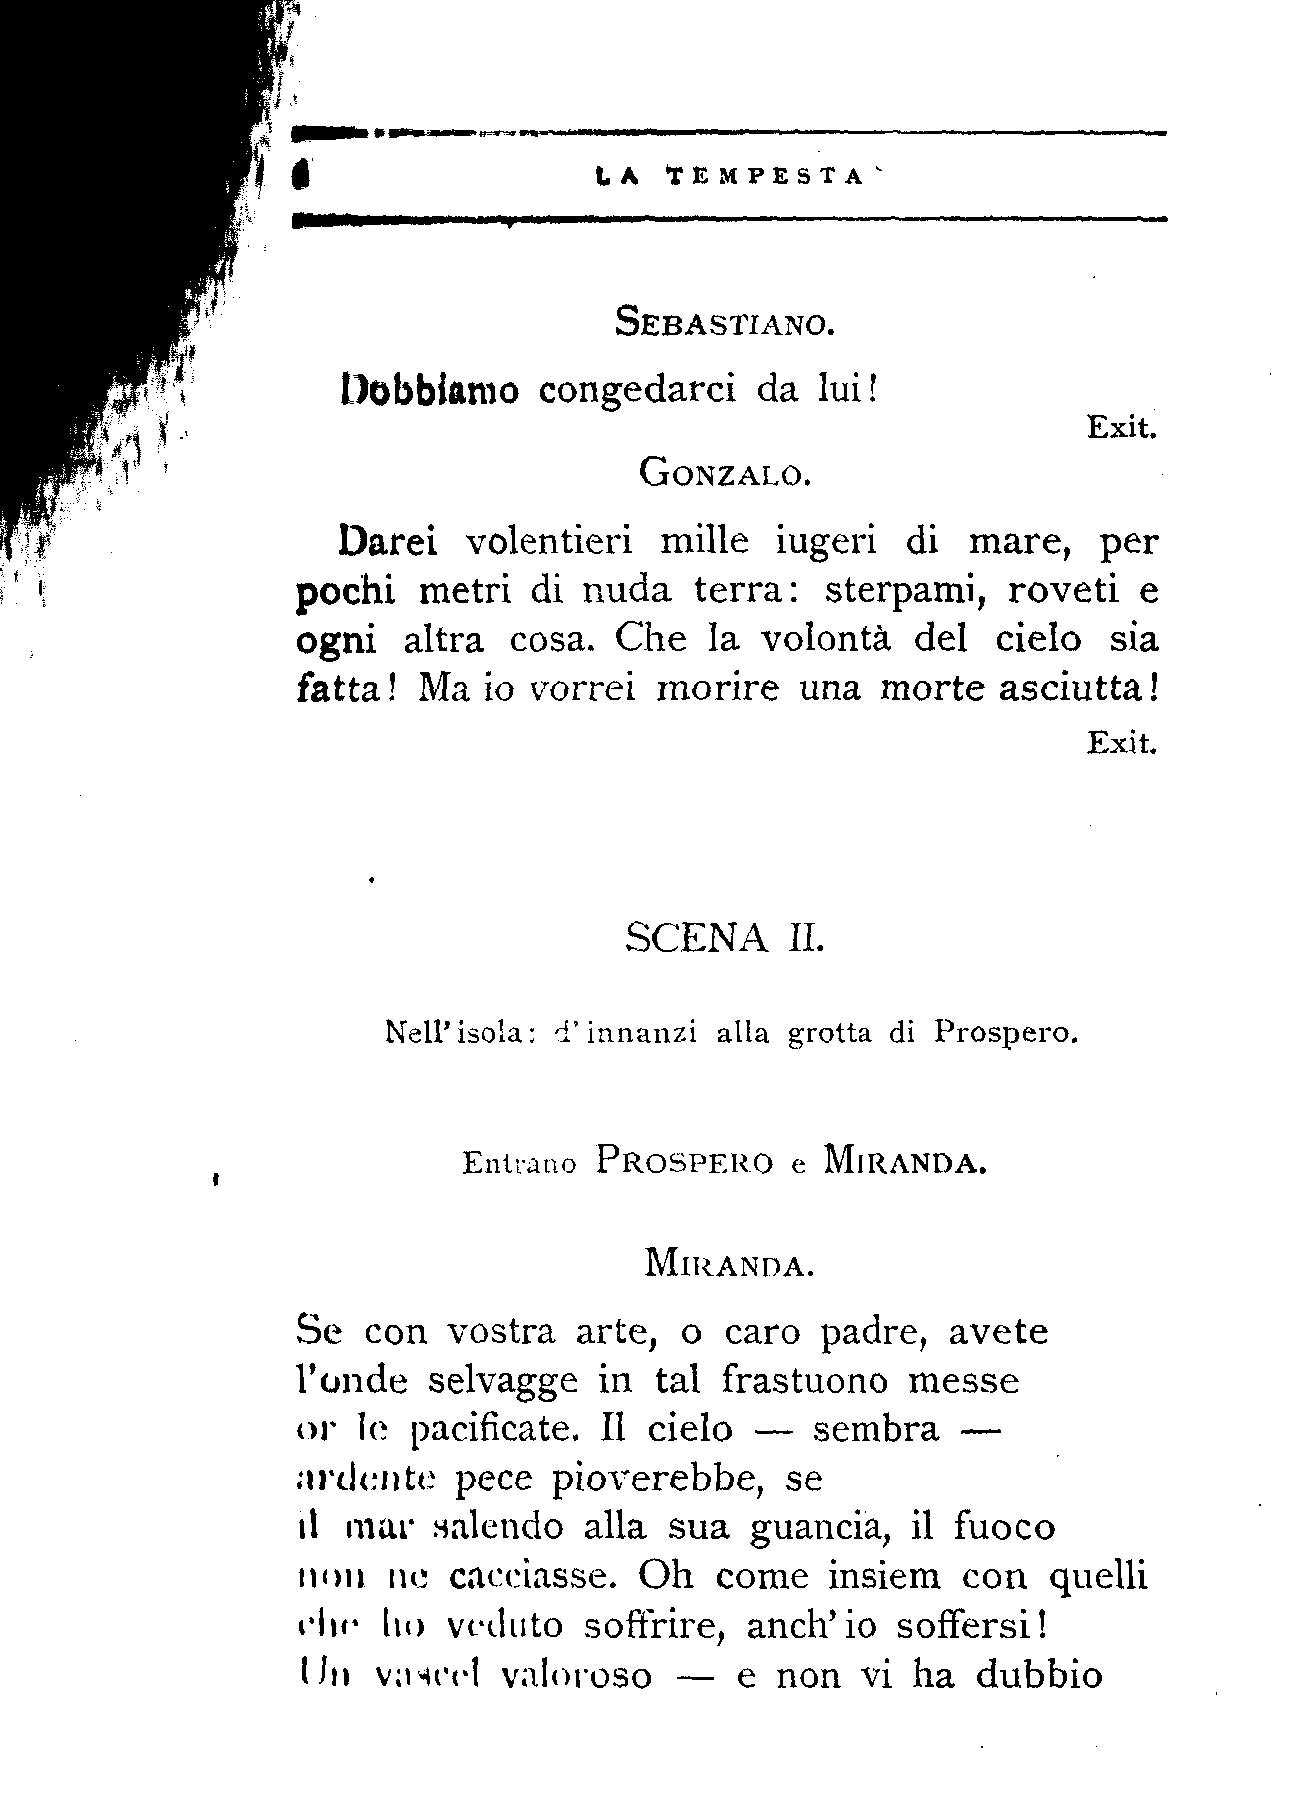 LA TEMPESTA
SEBASTIANO.
Dobbiamo congedarci da lui!
Exit.
GONZALO.
Darei volentieri mille iugeri di mare, per
pochi metri di nuda terra: sterpami, roveti e
ogni altra cosa. Che la volontà del cielo sia
fatta! Ma io vorrei morire una morte asciutta!
Exit.
SCENA II.
Nell'isola: d'innanzi alla grotta di Prospero.
Entrano PROSPERO e MIRANDA.
MIRANDA.
Se con vostra arte, o caro padre, avete
l'onde selvagge in tal frastuono messe
or le pacificate. Il cielo — sembra —
ardente pece pioverebbe, se
il mar salendo alla sua guancia, il fuoco
non ne cacciasse. Oh come insiem con quelli
che ho veduto soffrire, anch'io soffersi!
Un vascel valoroso — e non vi ha dubbio